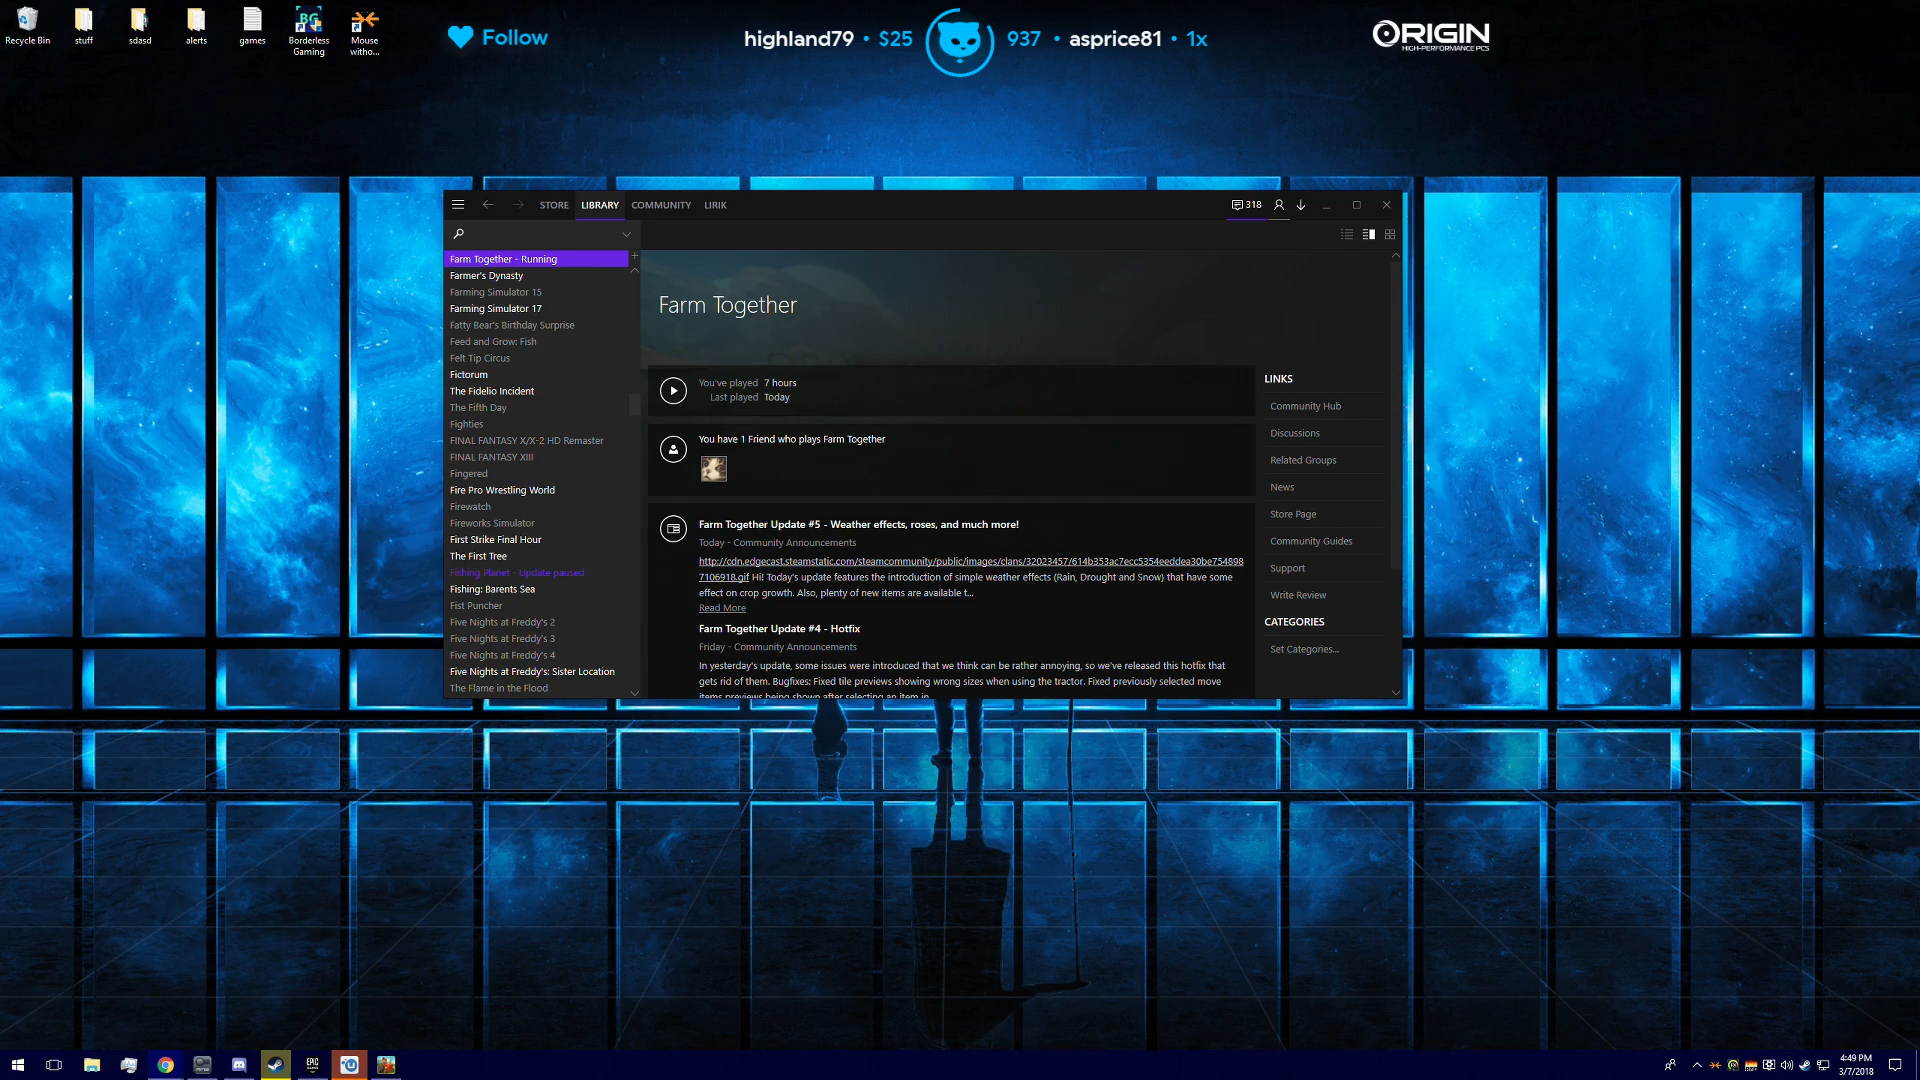 Recycle Bin
stuff
sdasd
alerts
games
Borderless Gaming
Mouse witho...
Follow
highland79 • $25
937 • asprice81 • 1x
ORIGIN
HIGH-PERFORMANCE PCS
STORE LIBRARY COMMUNITY LIRIK
318
Farm Together - Running
Farmer's Dynasty
Farming Simulator 15
Farming Simulator 17
Fatty Bear's Birthday Surprise
Feed and Grow: Fish
Felt Tip Circus
Fictorum
The Fidelio Incident
The Fifth Day
Fighties
FINAL FANTASY X/X-2 HD Remaster
FINAL FANTASY XIII
Fingered
Fire Pro Wrestling World
Firewatch
Fireworks Simulator
First Strike Final Hour
The First Tree
Fishing Planet - Update paused
Fishing: Barents Sea
Fist Puncher
Five Nights at Freddy's 2
Five Nights at Freddy's 3
Five Nights at Freddy's 4
Five Nights at Freddy's: Sister Location
The Flame in the Flood
Farm Together
You've played 7 hours
Last played Today
You have 1 Friend who plays Farm Together
Farm Together Update #5 - Weather effects, roses, and much more!
Today - Community Announcements
http://cdn.edgecast.steamstatic.com/steamcommunity/public/images/clans/32023457/614b353ac7ecc5354eeddea30be754898
7106918.gif Hi! Today's update features the introduction of simple weather effects (Rain, Drought and Snow) that have some
effect on crop growth. Also, plenty of new items are available t...
Read More
Farm Together Update #4 - Hotfix
Friday - Community Announcements
In yesterday's update, some issues were introduced that we think can be rather annoying, so we've released this hotfix that
gets rid of them. Bugfixes: Fixed tile previews showing wrong sizes when using the tractor. Fixed previously selected move
items previews being shown after selecting an item in
LINKS
Community Hub
Discussions
Related Groups
News
Store Page
Community Guides
Support
Write Review
CATEGORIES
Set Categories...
EPIC
GAMES
4:49 PM
3/7/2018